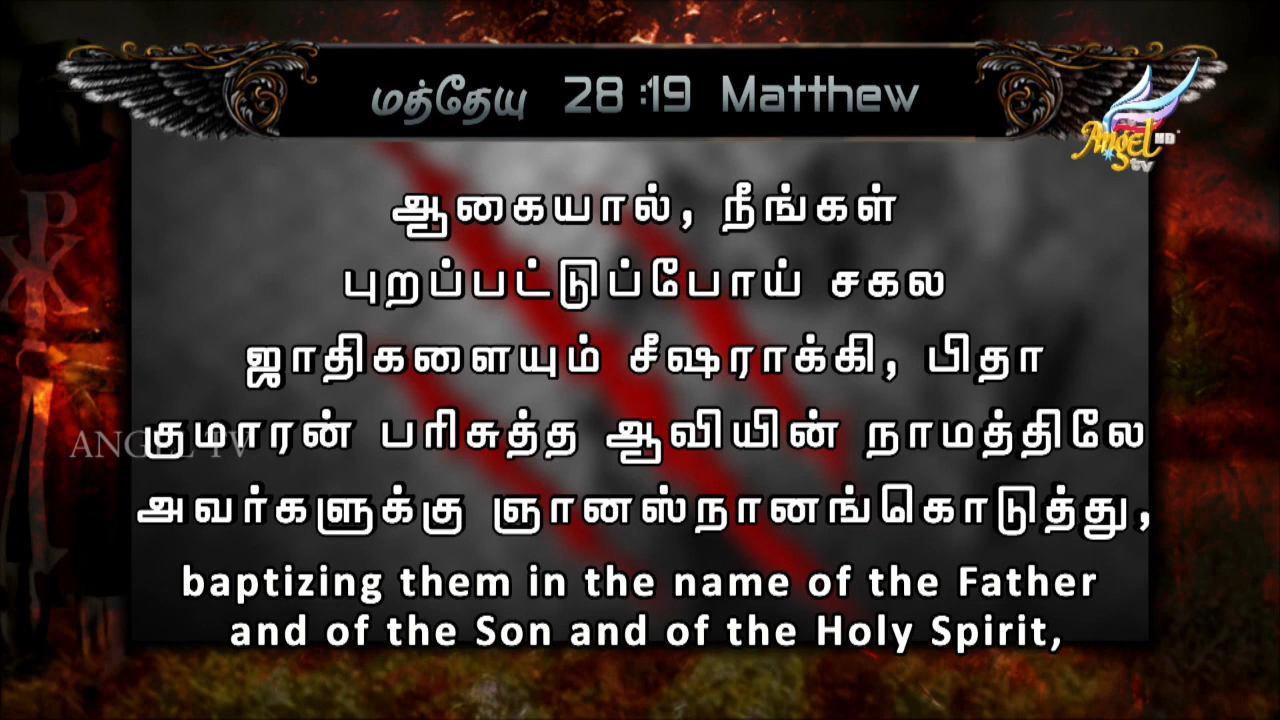 மத்தேயு 28 :19 Matthew
Angel HD
tv
ஆகையால், நீங்கள்
புறப்பட்டுப்போய் சகல
ஜாதிகளையும் சீஷராக்கி, பிதா
குமாரன் பரிசுத்த ஆவியின் நாமத்திலே
ANGEL TV
அவர்களுக்கு ஞானஸ்நானங்கொடுத்து,
baptizing them in the name of the Father
and of the Son and of the Holy Spirit,